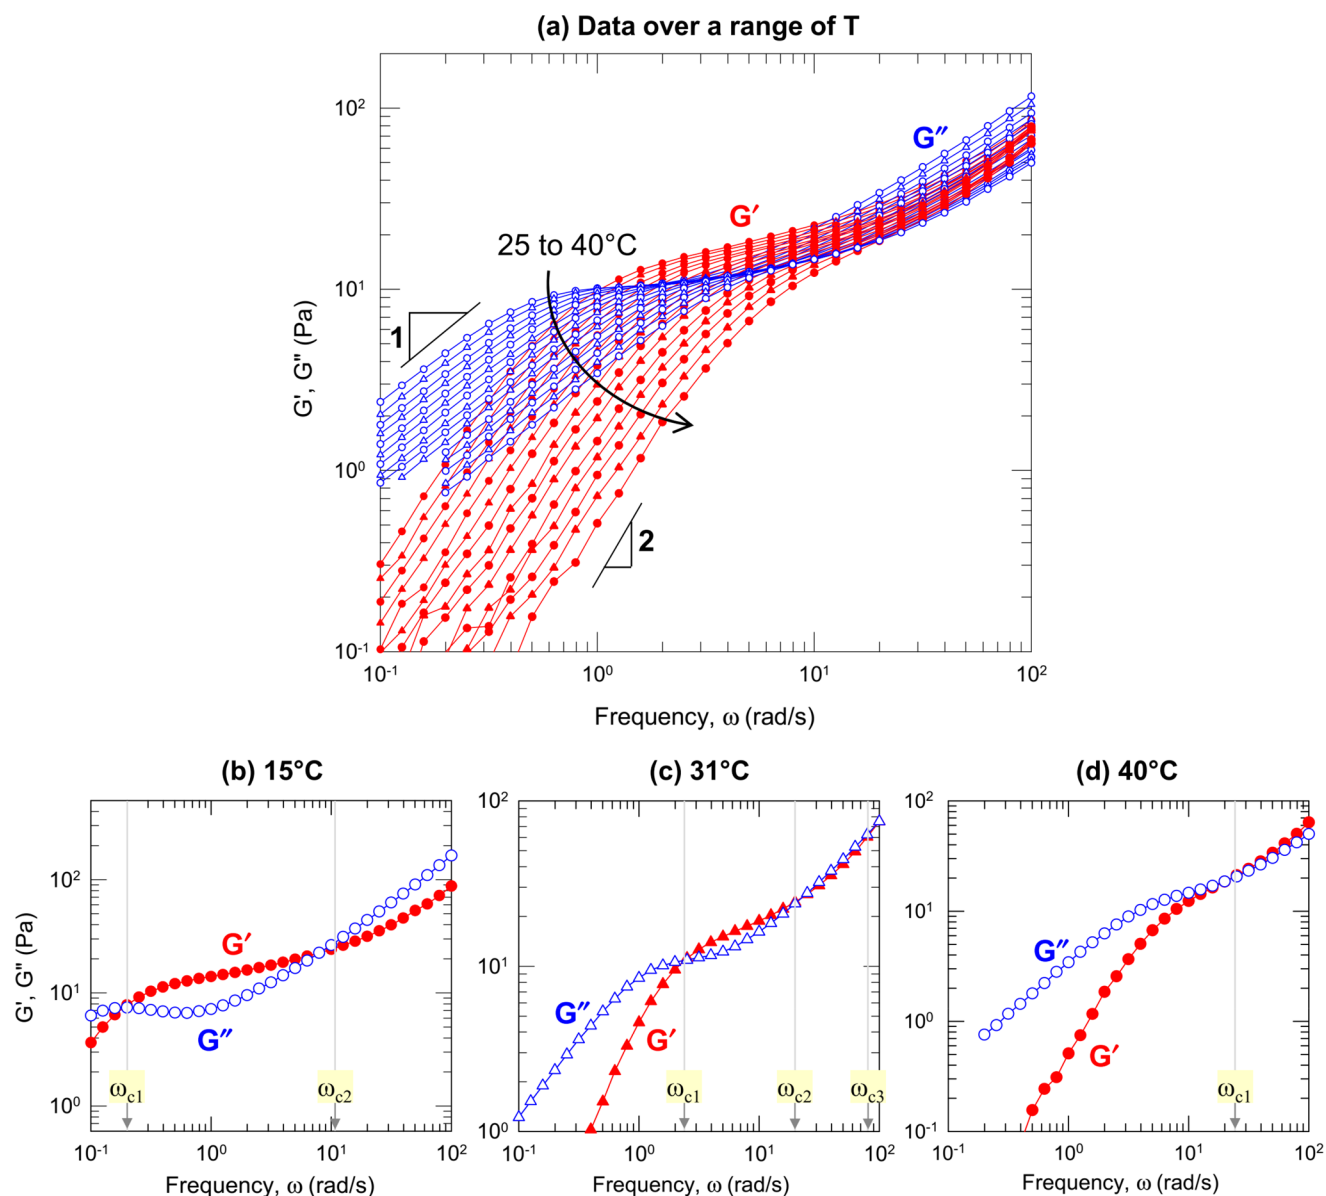 (a) Data over a range of T
10²
G″
G′
25 to 40°C
10¹
1
G', G" (Pa)
10⁰
2
10⁻¹
10⁻¹ 10⁰ 10¹ 10²
Frequency, ω (rad/s)
(b) 15°C
(c) 31°C
(d) 40°C
G', G" (Pa)
10²
10¹
10⁰
G′
G″
ωc1
ωc2
10⁻¹ 10⁰ 10¹ 10²
Frequency, ω (rad/s)
10²
10¹
10⁰
G″
G′
ωc1
ωc2
ωc3
10⁻¹ 10⁰ 10¹ 10²
Frequency, ω (rad/s)
10²
10¹
10⁰
10⁻¹
G″
G′
ωc1
10⁻¹ 10⁰ 10¹ 10²
Frequency, ω (rad/s)